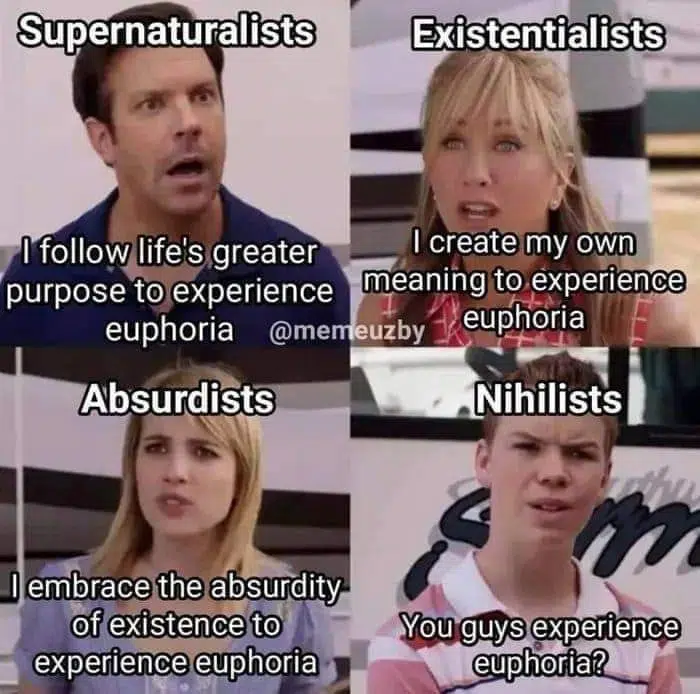 Supernaturalists
I follow life's greater
purpose to experience
euphoria
@memeuzby
Existentialists
I create my own
meaning to experience
euphoria
Absurdists
I embrace the absurdity
of existence to
experience euphoria
Nihilists
You guys experience
euphoria?